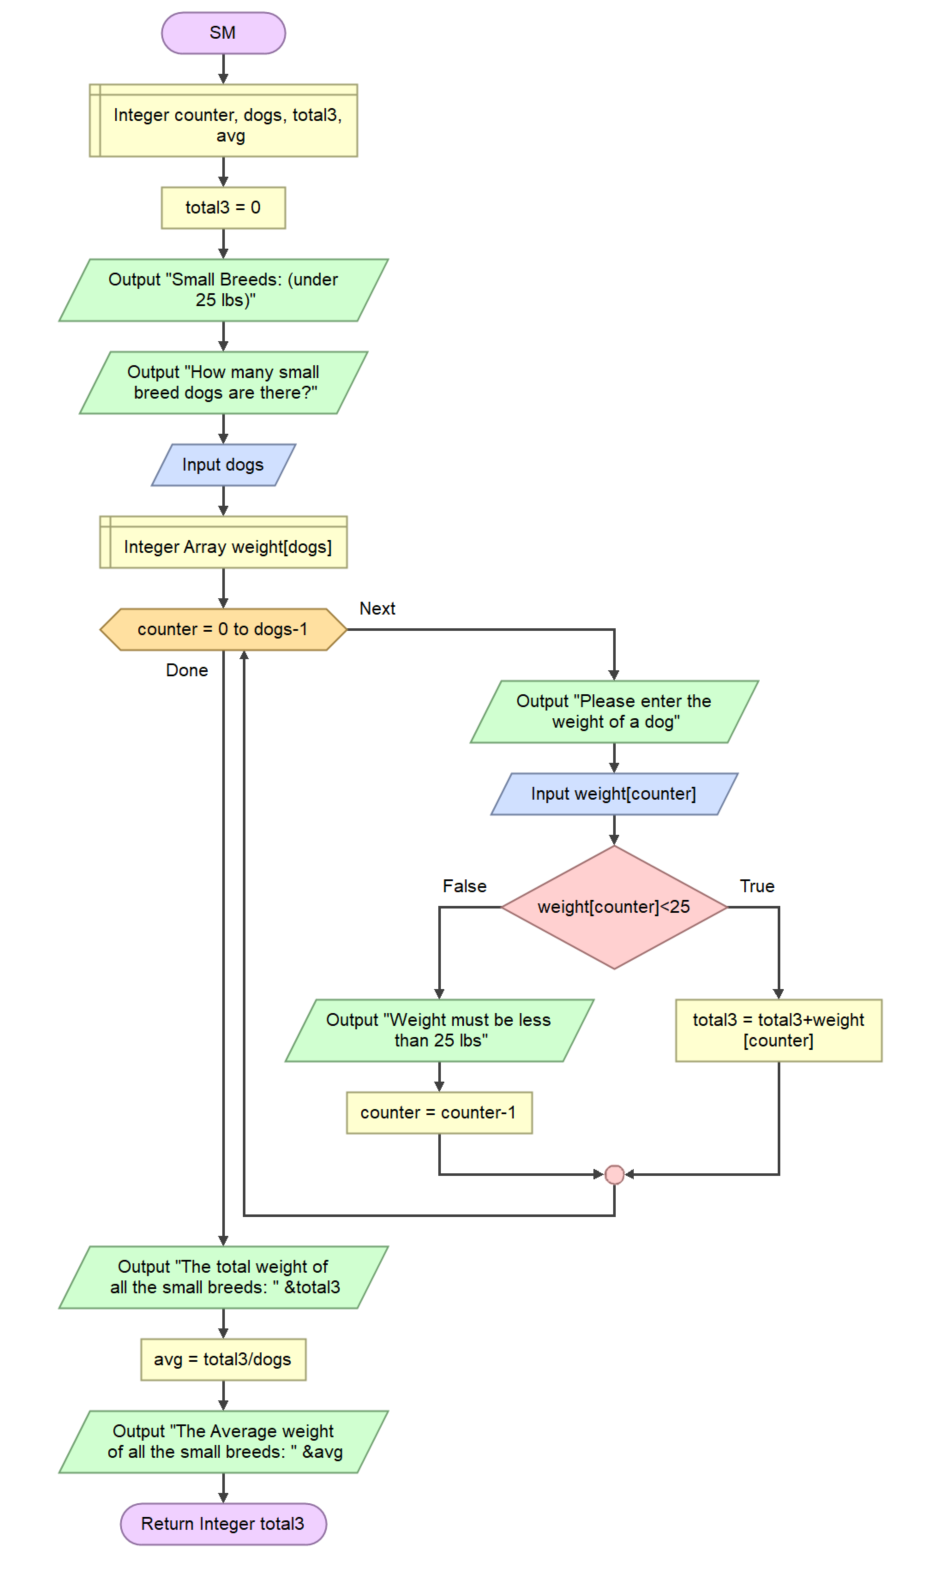 SM
Integer counter, dogs, total3,
avg
total3 = 0
Output "Small Breeds: (under
25 lbs)"
Output "How many small
breed dogs are there?"
Input dogs
Integer Array weight[dogs]
counter = 0 to dogs-1
Next
Done
Output "Please enter the
weight of a dog"
Input weight[counter]
weight[counter]<25
False
True
Output "Weight must be less
than 25 lbs"
counter = counter-1
total3 = total3+weight
[counter]
Output "The total weight of
all the small breeds: " &total3
avg = total3/dogs
Output "The Average weight
of all the small breeds: " &avg
Return Integer total3